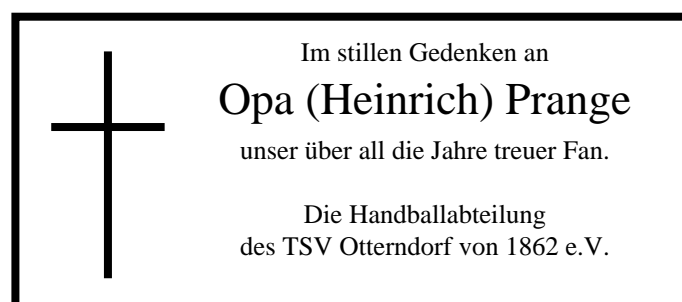 Im stillen Gedenken an
Opa (Heinrich) Prange
unser über all die Jahre treuer Fan.
Die Handballabteilung
des TSV Otterndorf von 1862 e.V.